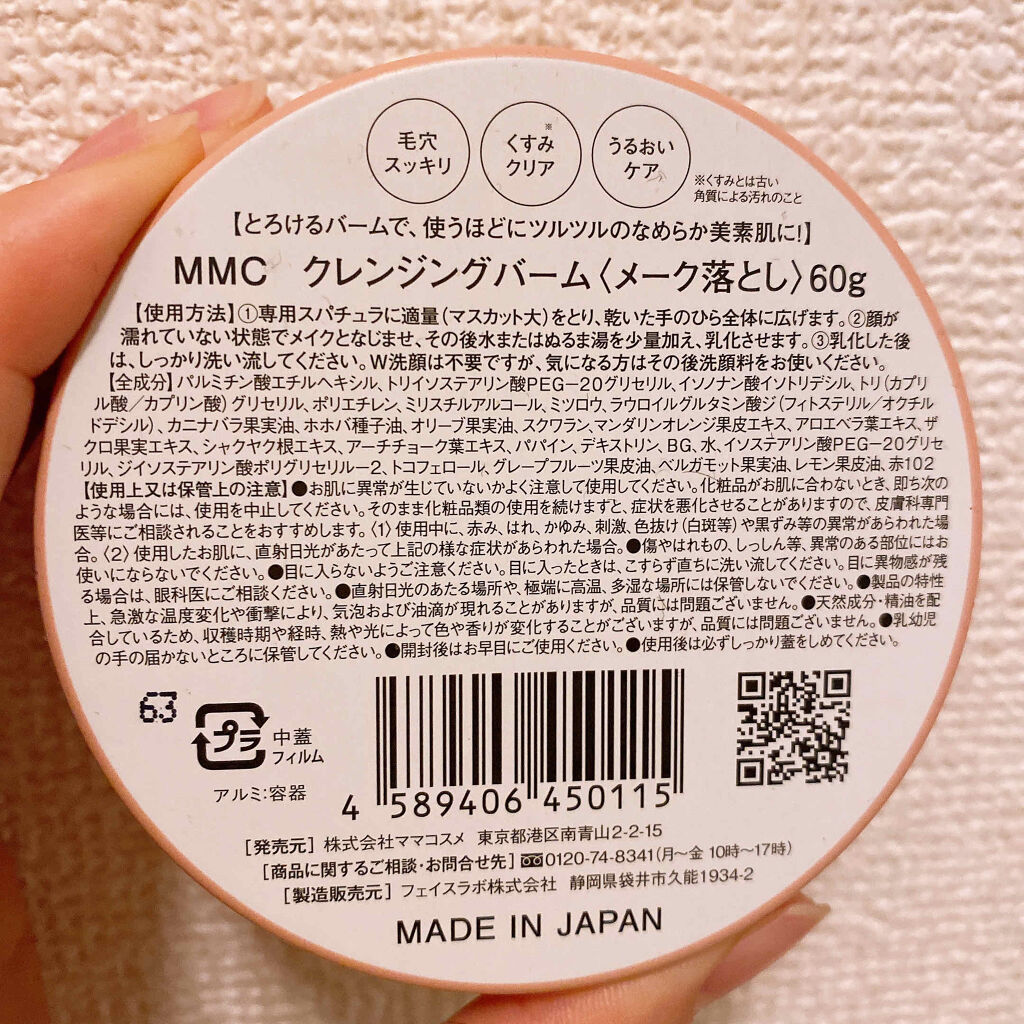 毛穴
スッキリ
※
くすみ
クリア
うるおい
ケア
※くすみとは古い
角質による汚れのこと
【とろけるバームで、使うほどにツルツルのなめらか美素肌に!】
MMC クレンジングバーム〈メーク落とし〉60g
【使用方法】①専用スパチュラに適量(マスカット大)をとり、乾いた手のひら全体に広げます。②顔が
濡れていない状態でメイクとなじませ、その後水またはぬるま湯を少量加え、乳化させます。③乳化した後
は、しっかり洗い流してください。W洗顔は不要ですが、気になる方はその後洗顔料をお使いください。
【全成分】パルミチン酸エチルヘキシル、トリイソステアリン酸PEG-20グリセリル、イソノナン酸イソトリデシル、トリ(カプリ
ル酸/カプリン酸)グリセリル、ポリエチレン、ミリスチルアルコール、ミツロウ、ラウロイルグルタミン酸ジ(フィトステリル/オクチル
ドデシル)、カニナバラ果実油、ホホバ種子油、オリーブ果実油、スクワラン、マンダリンオレンジ果皮エキス、アロエベラ葉エキス、ザ
クロ果実エキス、シャクヤク根エキス、アーチチョーク葉エキス、パパイン、デキストリン、BG、水、イソステアリン酸PEG-20グリセ
リル、ジイソステアリン酸ポリグリセリル-2、トコフェロール、グレープフルーツ果皮油、ベルガモット果実油、レモン果皮油、赤102
【使用上又は保管上の注意】●お肌に異常が生じていないかよく注意して使用してください。化粧品がお肌に合わないとき、即ち次の
ような場合には、使用を中止してください。そのまま化粧品類の使用を続けますと、症状を悪化させることがありますので、皮膚科専門
医等にご相談されることをおすすめします。〈1〉使用中に、赤み、はれ、かゆみ、刺激、色抜け(白斑等)や黒ずみ等の異常があらわれた場
合。〈2〉使用したお肌に、直射日光があたって上記の様な症状があらわれた場合。●傷やはれもの、しっしん等、異常のある部位にはお
使いにならないでください。●目に入らないようご注意ください。目に入ったときは、こすらず直ちに洗い流してください。目に異物感が残
る場合は、眼科医にご相談ください。●直射日光のあたる場所や、極端に高温、多湿な場所には保管しないでください。●製品の特性
上、急激な温度変化や衝撃により、気泡および油滴が現れることがありますが、品質には問題ございません。●天然成分・精油を配
合しているため、収穫時期や経時、熱や光によって色や香りが変化することがございますが、品質には問題ございません。●乳幼児
の手の届かないところに保管してください。●開封後はお早目にご使用ください。●使用後は必ずしっかり蓋をしめてください。
63
プラ
中蓋
フィルム
アルミ:容器
4 589406 450115
[発売元] 株式会社ママコスメ 東京都港区南青山2-2-15
[商品に関するご相談・お問合せ先] 0120-74-8341(月～金 10時～17時)
[製造販売元] フェイスラボ株式会社 静岡県袋井市久能1934-2
MADE IN JAPAN